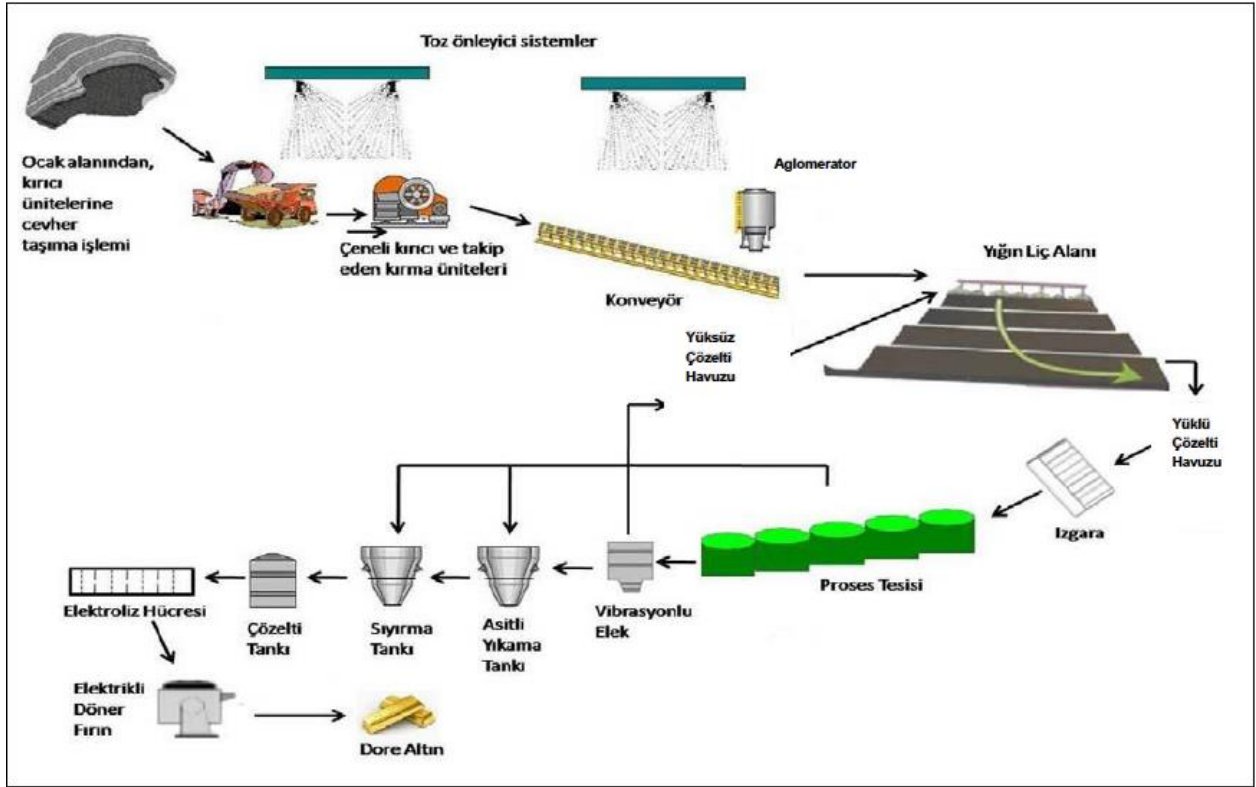 Toz önleyici sistemler
Ocak alanından,
kırıcı
ünitelerine
cevher
taşıma işlemi
Çeneli kırıcı ve takip
eden kırma üniteleri
Konveyör
Aglomerator
Yığın Liç Alanı
Yüksüz
Çözelti
Havuzu
Yüklü
Çözelti
Havuzu
Izgara
Proses Tesisi
Vibrasyonlu
Elek
Asitli
Yıkama
Tankı
Sıyırma
Tankı
Çözelti
Tankı
Elektroliz Hücresi
Elektrikli
Döner
Fırın
Dore Altın